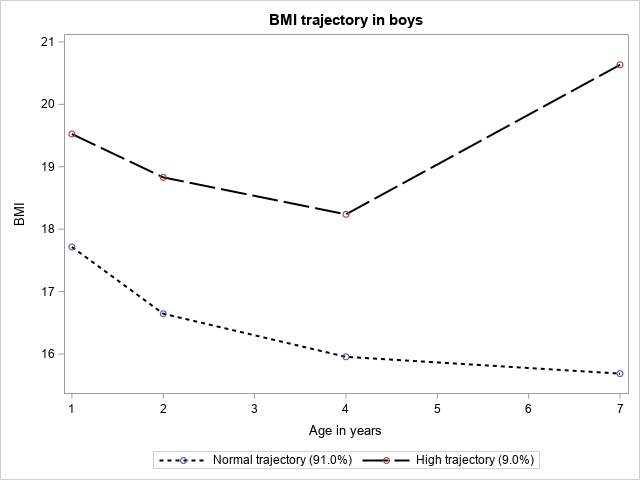 BMI trajectory in boys
21
20
19
18
17
16
BMI
1 2 3 4 5 6 7
Age in years
Normal trajectory (91.0%) High trajectory (9.0%)